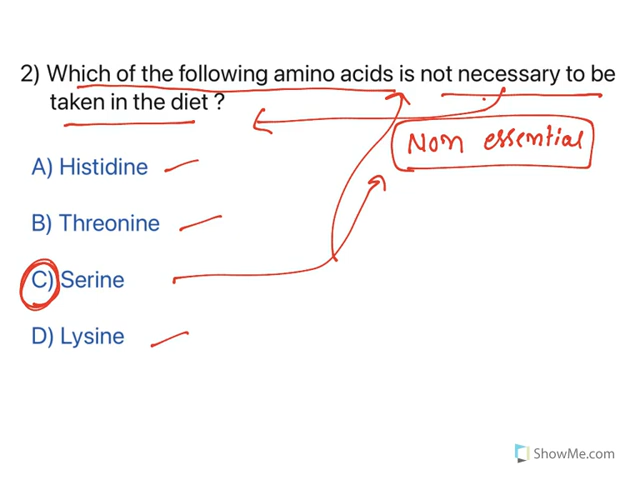 2) Which of the following amino acids is not necessary to be
taken in the diet ?
Non essential
A) Histidine
B) Threonine
C) Serine
D) Lysine
ShowMe.com